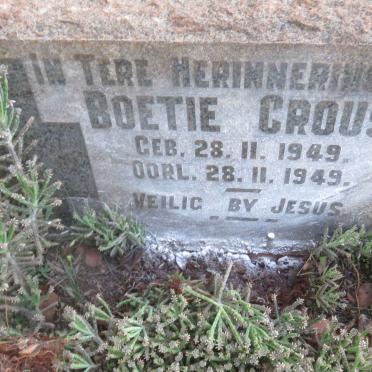 IN TERE HERINNERING
BOETIE CROUS
GEB. 28. 11. 1949.
OORL. 28. 11. 1949.
VEILIG BY JESUS.